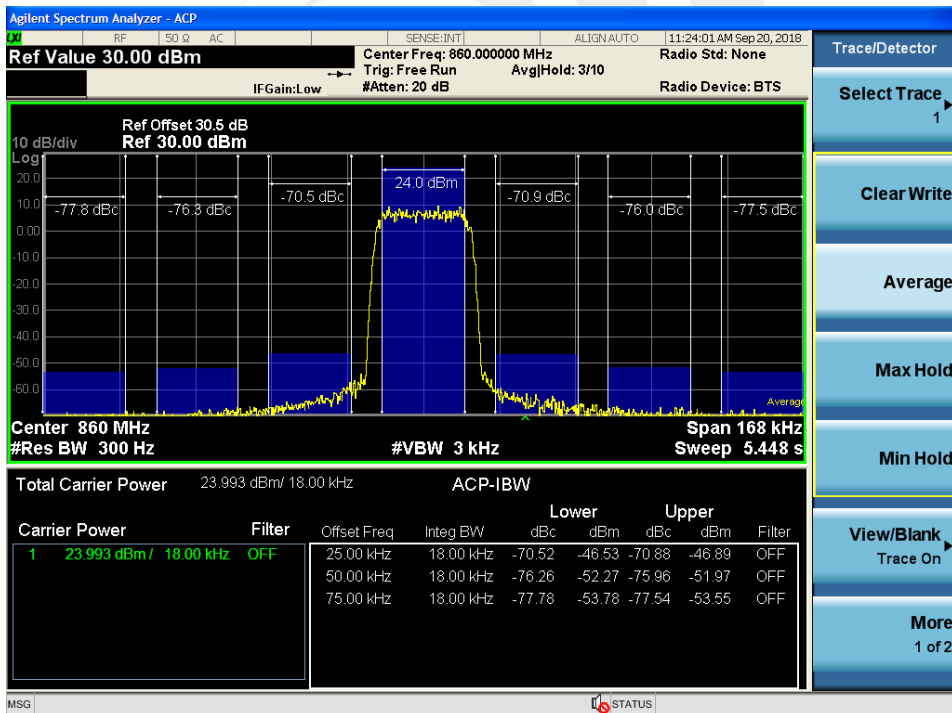 Agilent Spectrum Analyzer - ACP
LXI RF 50 Ω AC SENSE:INT ALIGN AUTO 11:24:01 AM Sep 20, 2018
Ref Value 30.00 dBm
Center Freq: 860.000000 MHz
Radio Std: None
Trig: Free Run Avg|Hold: 3/10
IFGain:Low #Atten: 20 dB Radio Device: BTS
Ref Offset 30.5 dB
10 dB/div Ref 30.00 dBm
Log
20.0
10.0
0.00
-10.0
-20.0
-30.0
-40.0
-50.0
-60.0
-77.8 dBc -76.3 dBc -70.5 dBc 24.0 dBm -70.9 dBc -76.0 dBc -77.5 dBc
Average
Center 860 MHz Span 168 kHz
#Res BW 300 Hz #VBW 3 kHz Sweep 5.448 s
Total Carrier Power 23.993 dBm/ 18.00 kHz ACP-IBW
Lower Upper
Carrier Power Filter Offset Freq Integ BW dBc dBm dBc dBm Filter
1 23.993 dBm / 18.00 kHz OFF 25.00 kHz 18.00 kHz -70.52 -46.53 -70.88 -46.89 OFF
50.00 kHz 18.00 kHz -76.26 -52.27 -75.96 -51.97 OFF
75.00 kHz 18.00 kHz -77.78 -53.78 -77.54 -53.55 OFF
MSG STATUS
Trace/Detector
Select Trace
1
Clear Write
Average
Max Hold
Min Hold
View/Blank
Trace On
More
1 of 2